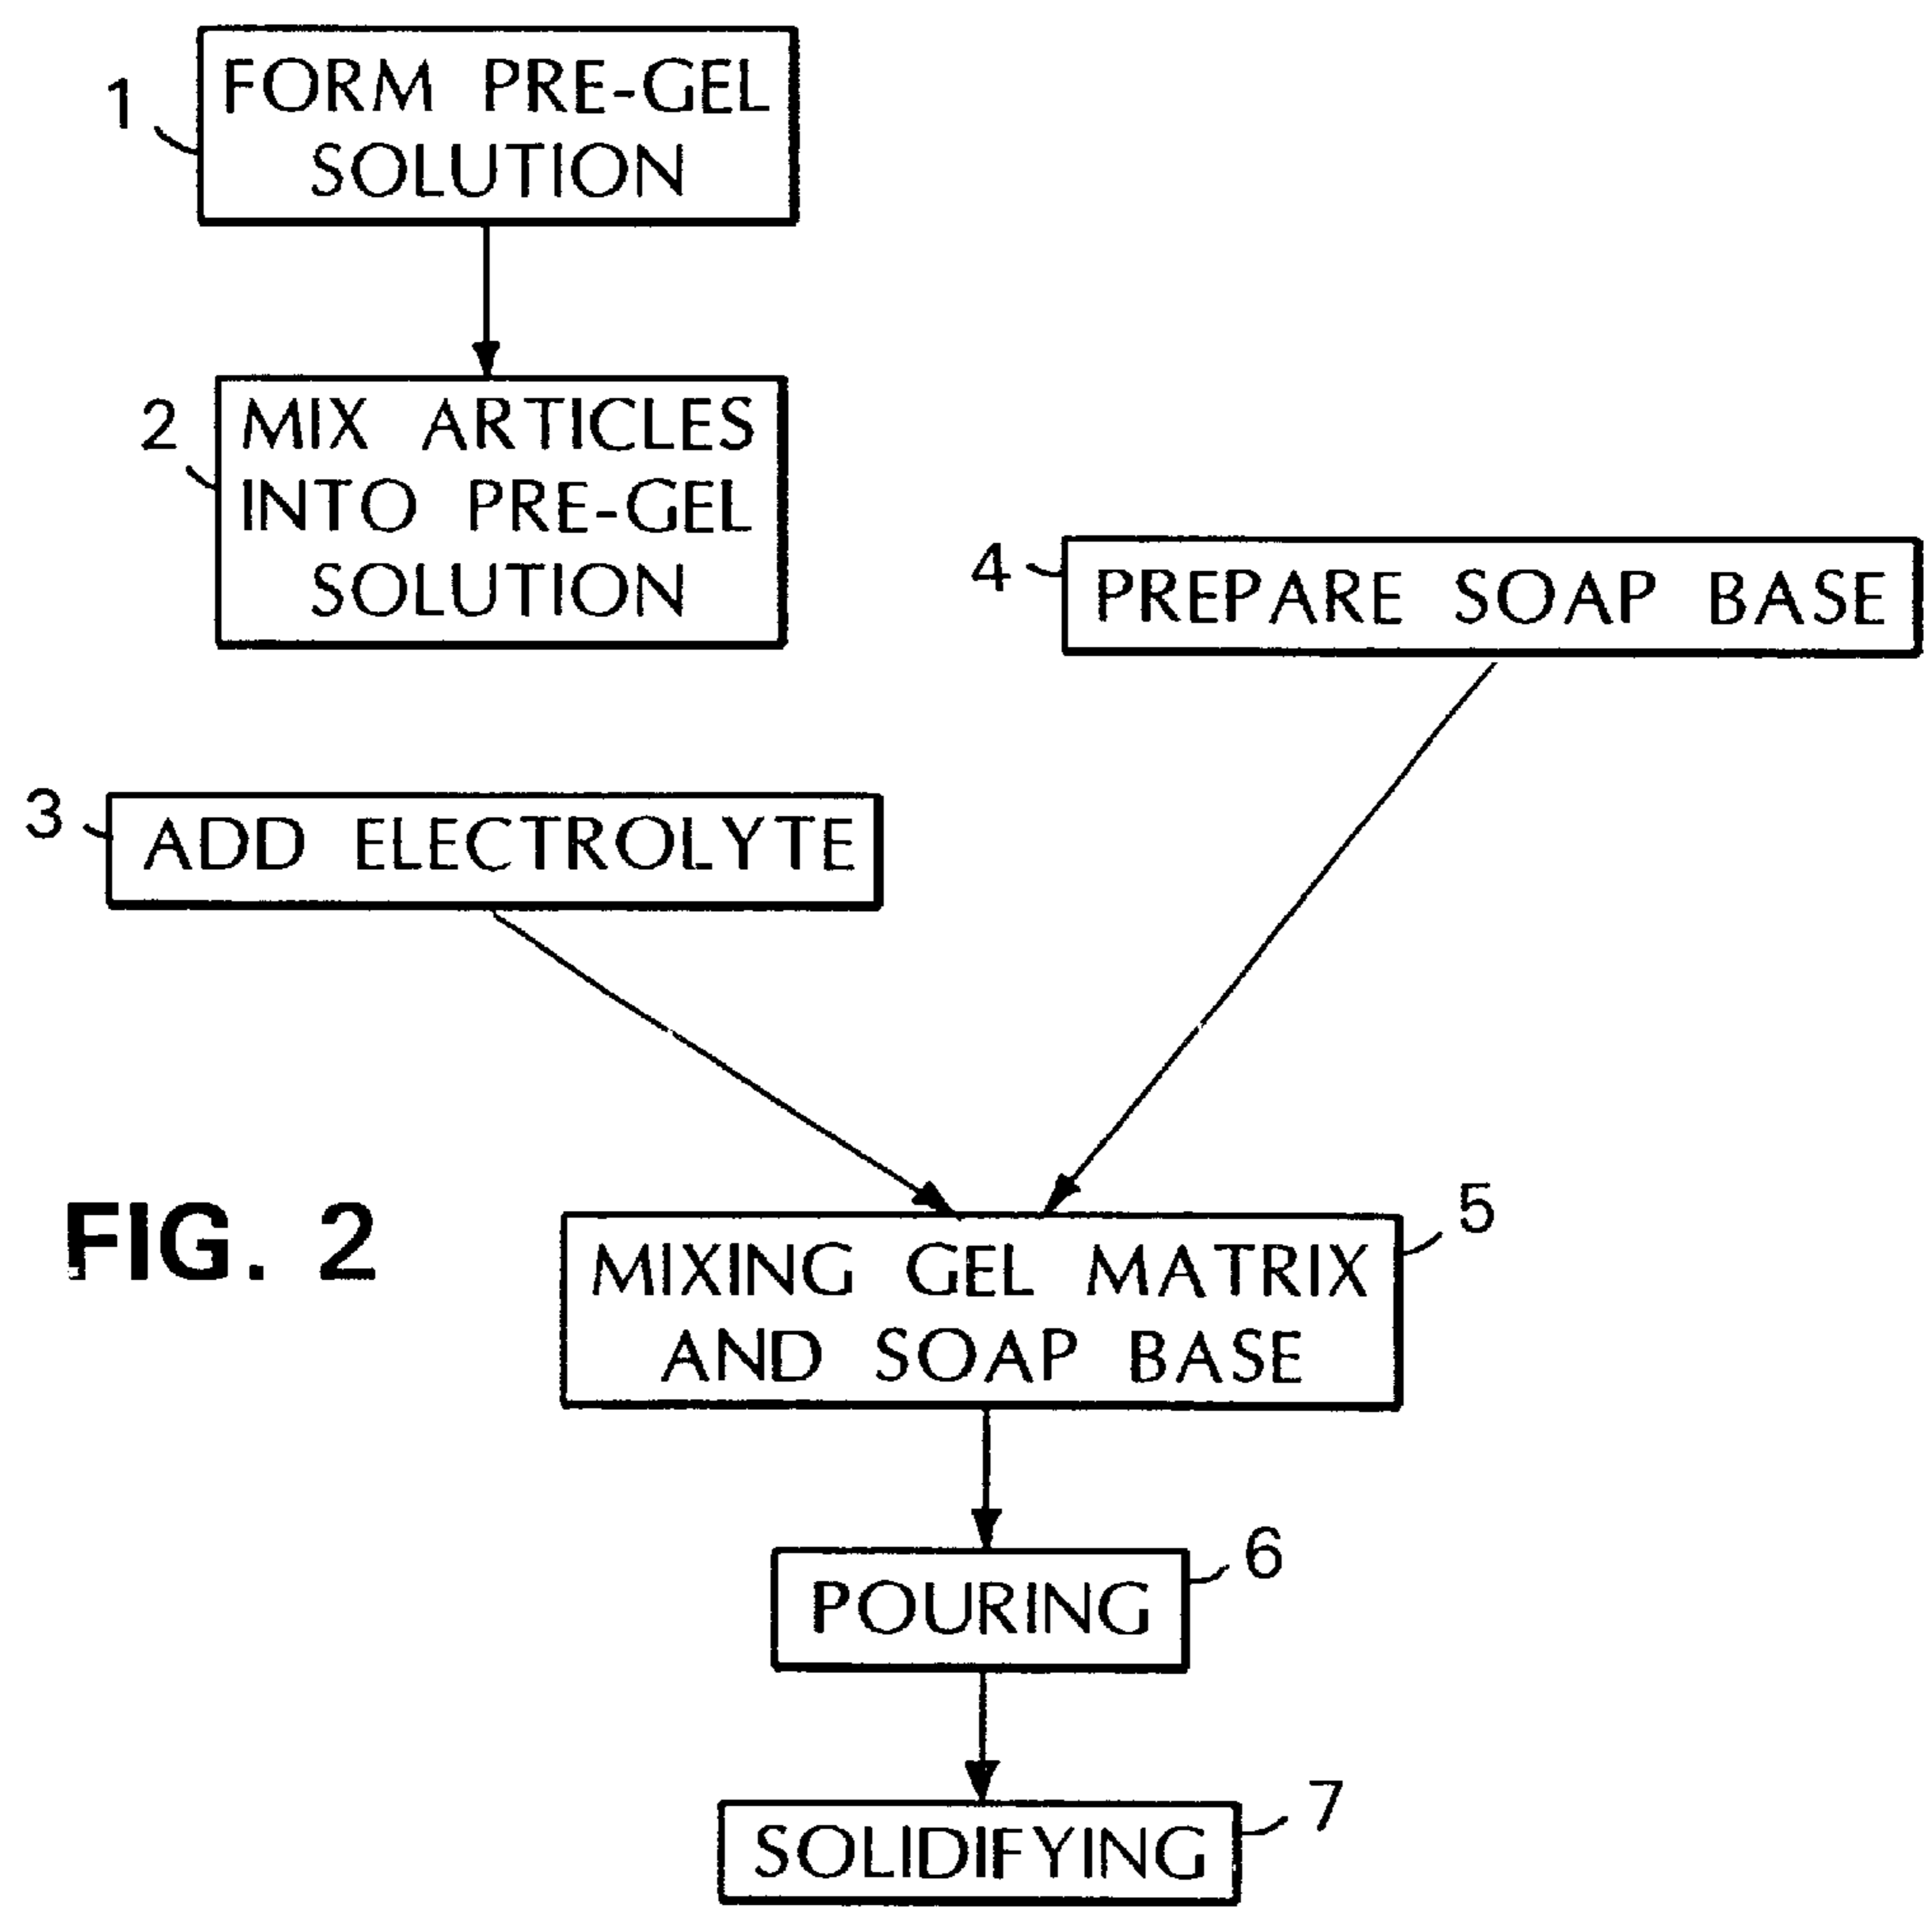 1
FORM PRE-GEL
SOLUTION
2
MIX ARTICLES
INTO PRE-GEL
SOLUTION
4
PREPARE SOAP BASE
3
ADD ELECTROLYTE
FIG. 2
5
MIXING GEL MATRIX
AND SOAP BASE
6
POURING
7
SOLIDIFYING